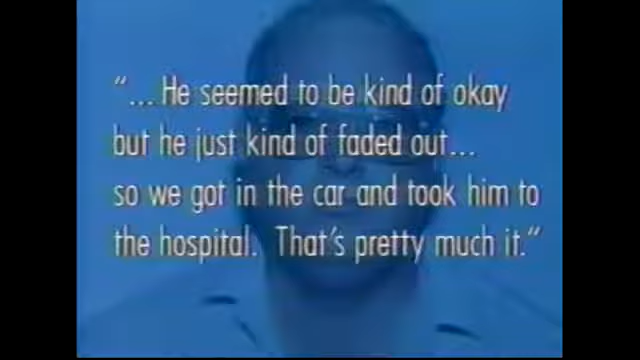 “... He seemed to be kind of okay
but he just kind of faded out...
so we got in the car and took him to
the hospital. That's pretty much it.“